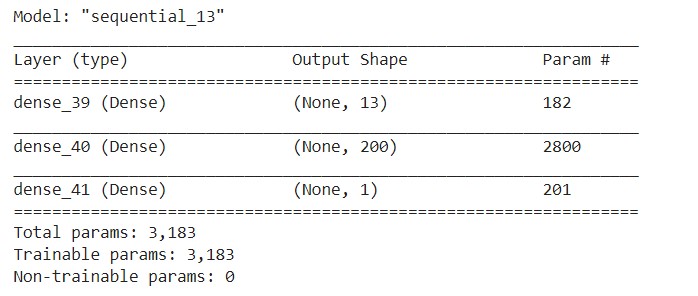 Model: "sequential_13"
Layer (type) Output Shape Param #
dense_39 (Dense) (None, 13) 182
dense_40 (Dense) (None, 200) 2800
dense_41 (Dense) (None, 1) 201
Total params: 3,183
Trainable params: 3,183
Non-trainable params: 0